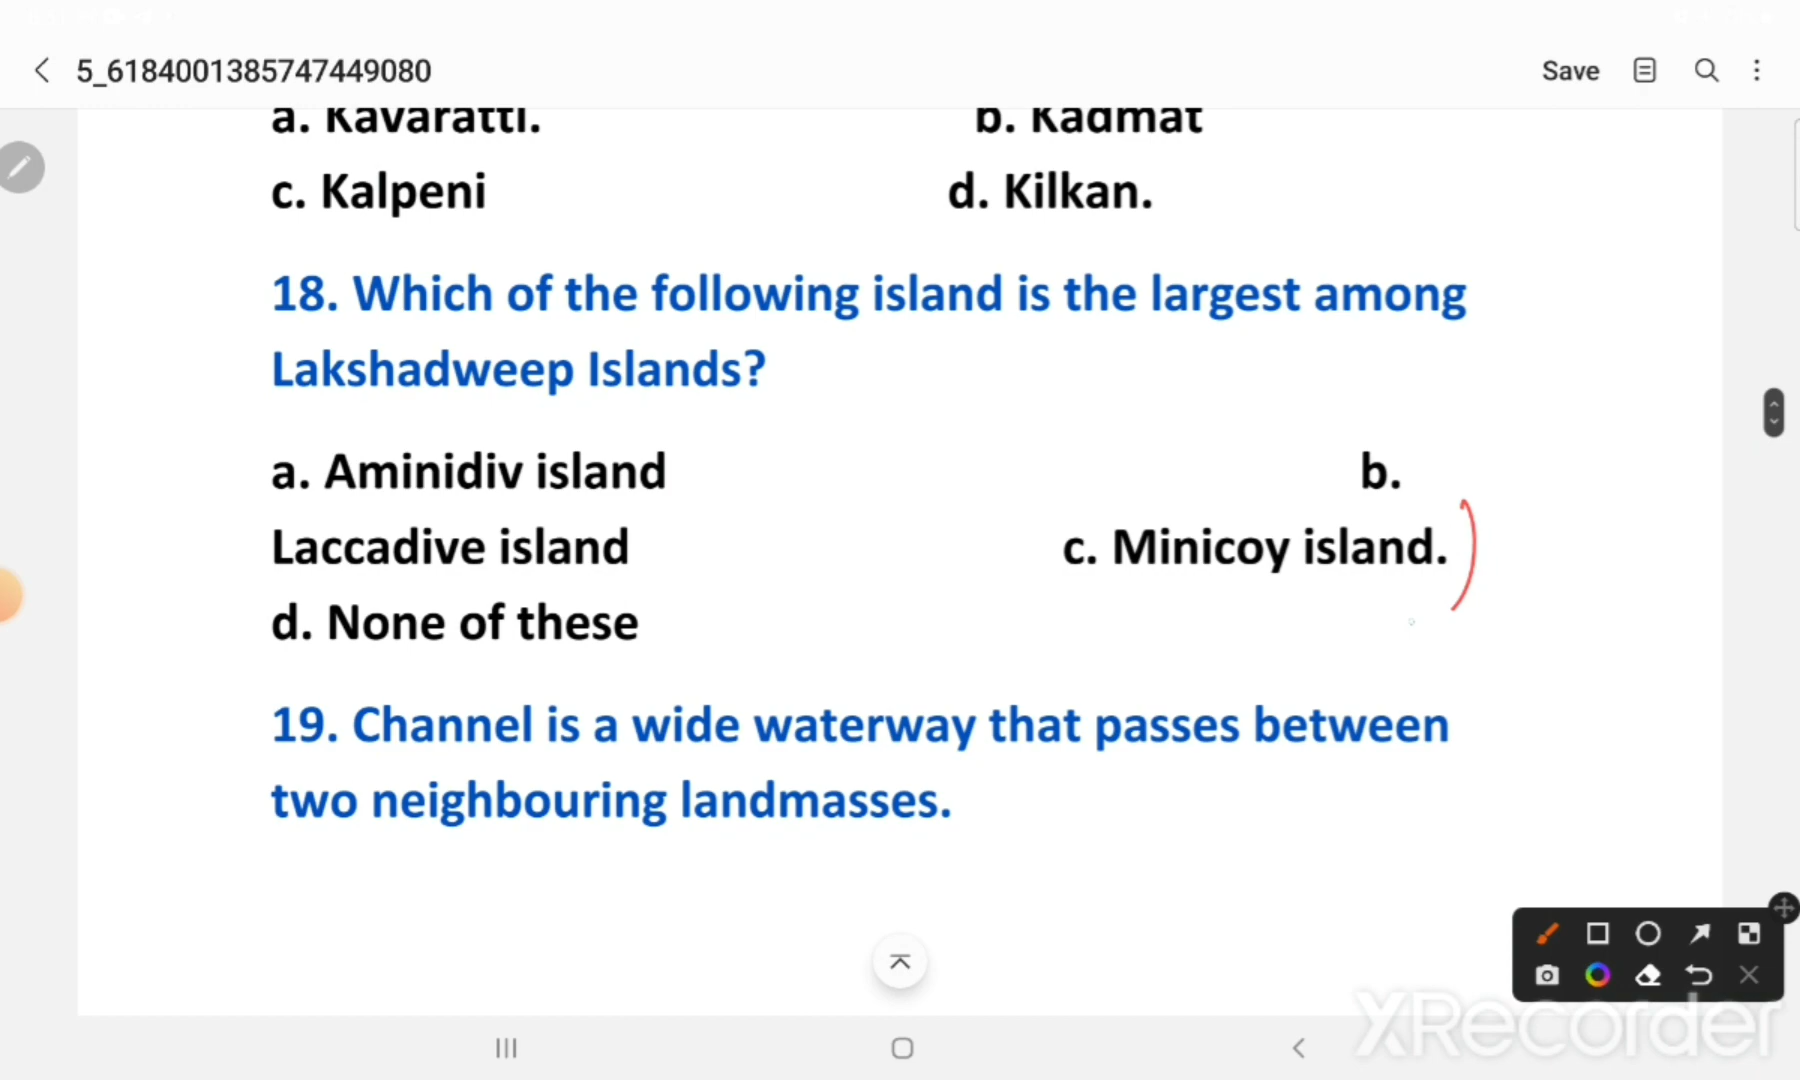 5_6184001385747449080
Save
a. Kavaratti. b. Kadmat
c. Kalpeni d. Kilkan.
18. Which of the following island is the largest among
Lakshadweep Islands?
a. Aminidiv island b.
Laccadive island c. Minicoy island.
d. None of these
19. Channel is a wide waterway that passes between
two neighbouring landmasses.
XRecorder